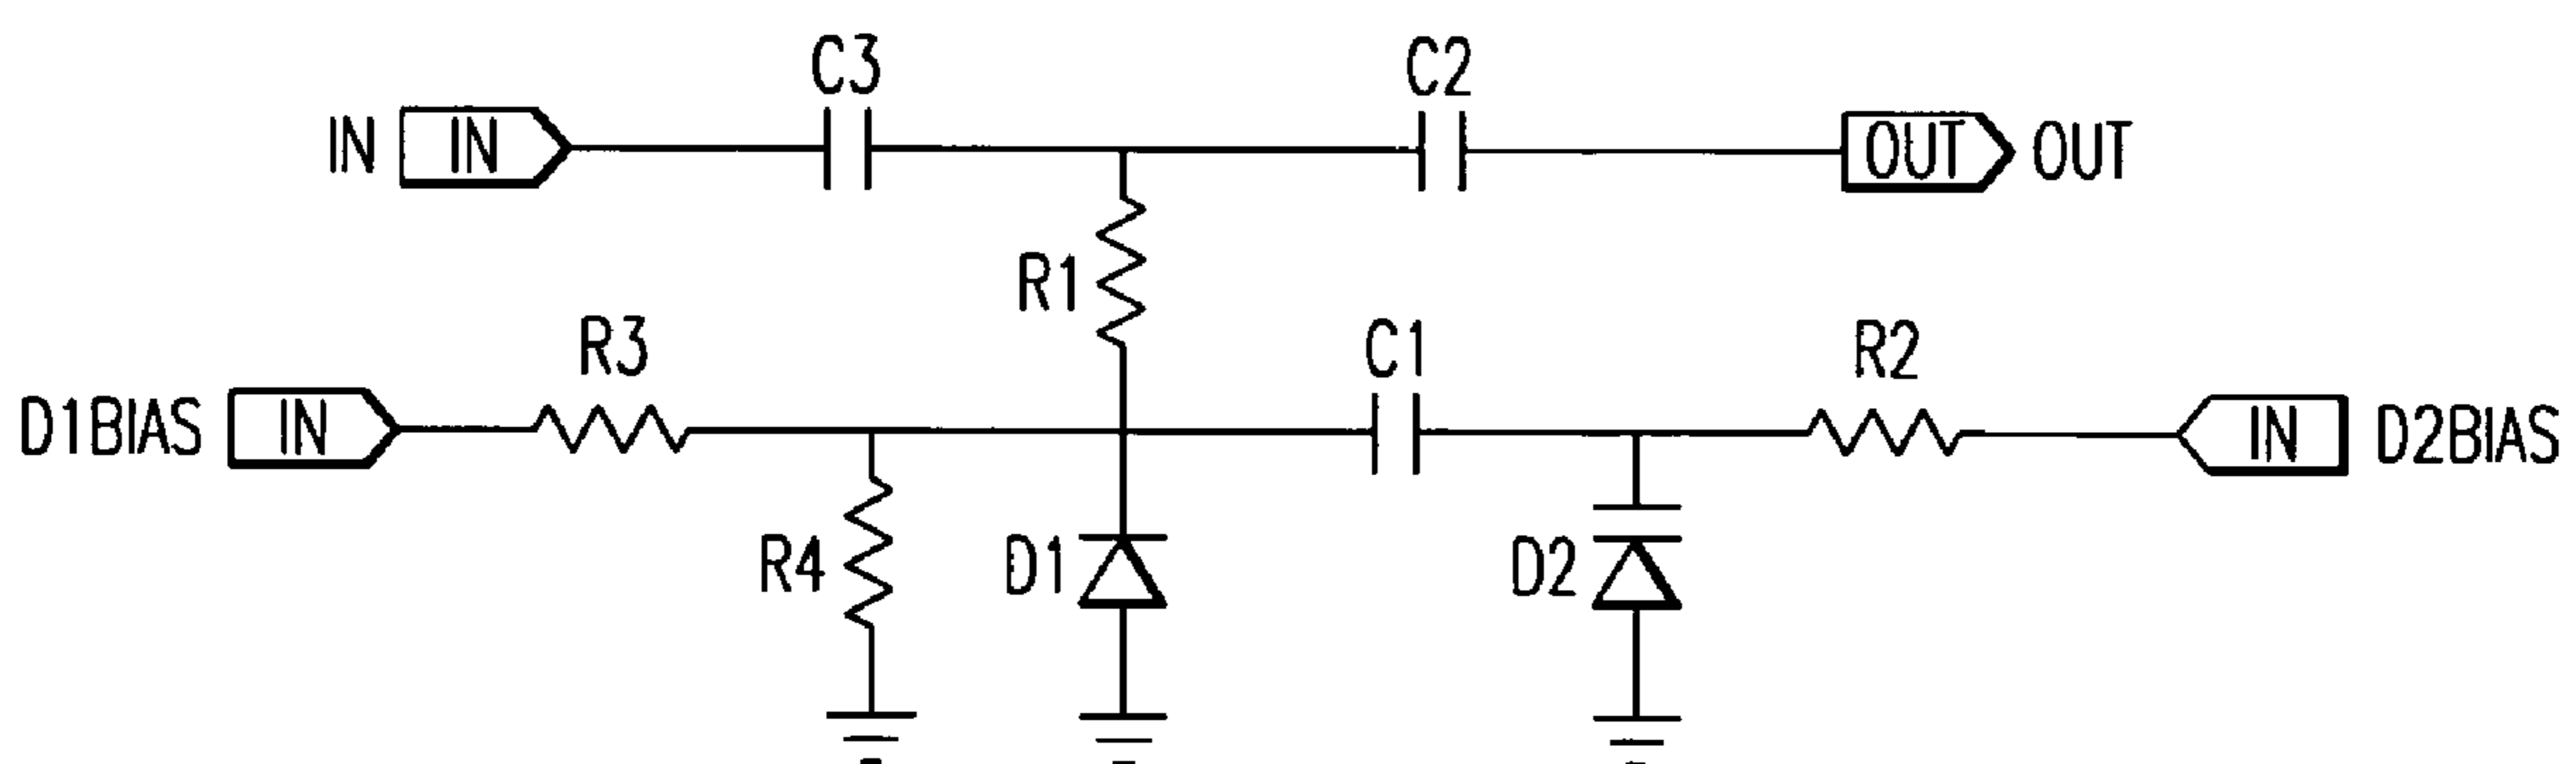 C3 C2
IN IN OUT OUT
R1
R3 C1 R2
D1BIAS IN IN D2BIAS
R4 D1 D2